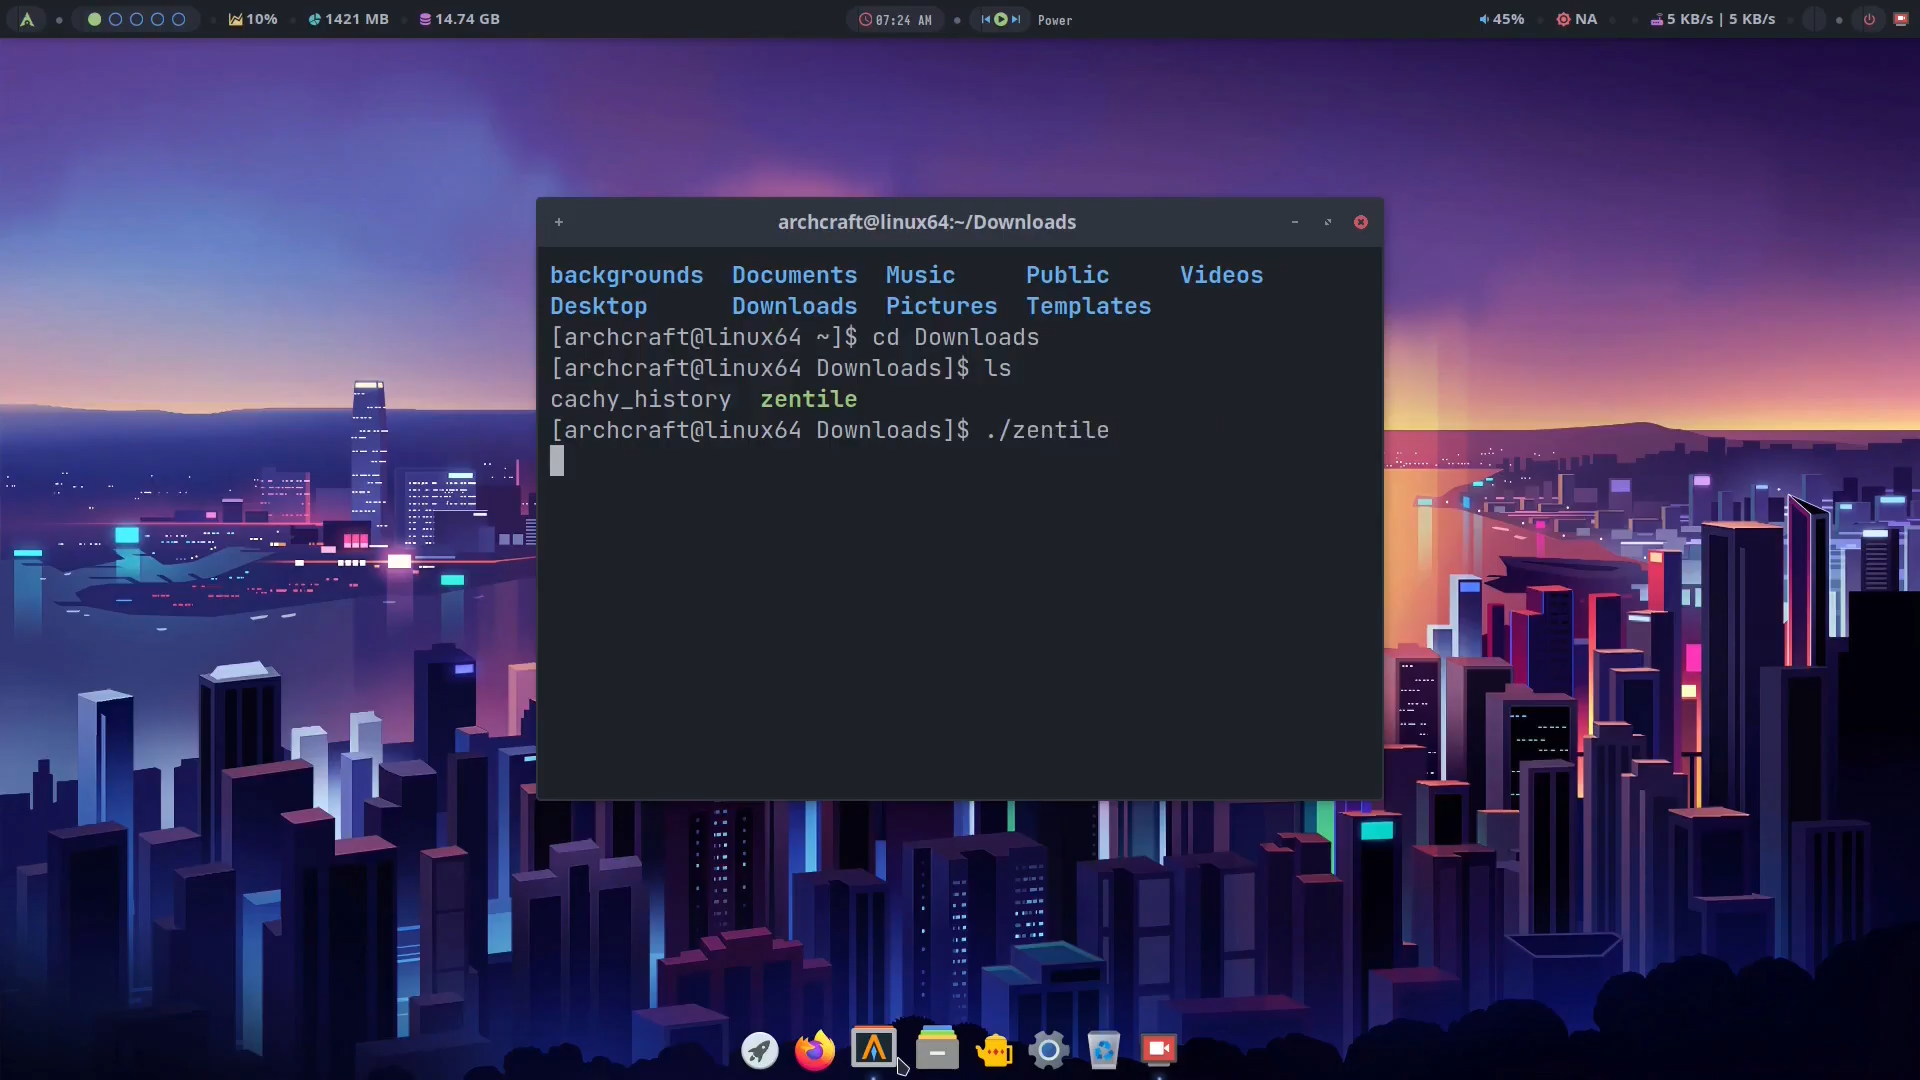 10% 1421 MB 14.74 GB 07:24 AM Power 45% NA 5 KB/s | 5 KB/s
archcraft@linux64:~/Downloads
backgrounds Documents Music Public Videos
Desktop Downloads Pictures Templates
[archcraft@linux64 ~]$ cd Downloads
[archcraft@linux64 Downloads]$ ls
cachy_history zentile
[archcraft@linux64 Downloads]$ ./zentile